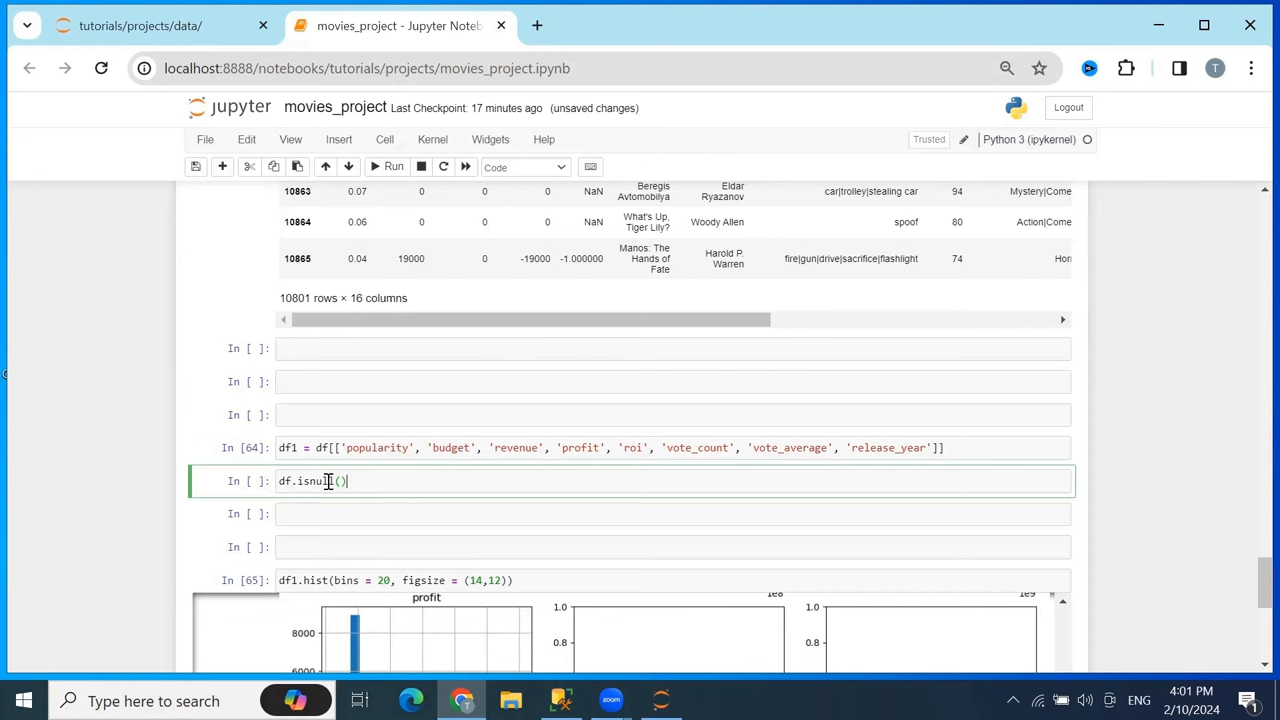 tutorials/projects/data/
movies_project - Jupyter Noteb
localhost:8888/notebooks/tutorials/projects/movies_project.ipynb
T
jupyter movies_project Last Checkpoint: 17 minutes ago (unsaved changes)
Logout
File Edit View Insert Cell Kernel Widgets Help
Trusted Python 3 (ipykernel)
Run Code
10863 0.07 0 0 0 NaN Beregis Avtomobilya Eldar Ryazanov car|trolley|stealing car 94 Mystery|Come
10864 0.06 0 0 0 NaN What's Up, Tiger Lily? Woody Allen spoof 80 Action|Come
10865 0.04 19000 0 -19000 -1.000000 Manos: The Hands of Fate Harold P. Warren fire|gun|drive|sacrifice|flashlight 74 Hor
10801 rows × 16 columns
In [ ]:
In [ ]:
In [ ]:
In [64]: df1 = df[['popularity', 'budget', 'revenue', 'profit', 'roi', 'vote_count', 'vote_average', 'release_year']]
In [ ]: df.isnull()
In [ ]:
In [ ]:
In [65]: df1.hist(bins = 20, figsize = (14,12))
profit 1e8 1e9
8000 1.0 1.0
0.8 0.8
6000
Type here to search
T
ENG
4:01 PM
2/10/2024
1